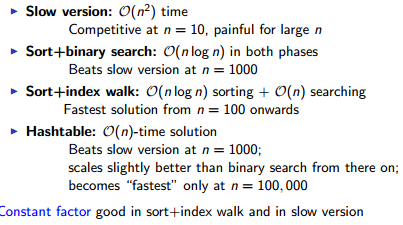 ▶ Slow version: O(n²) time
Competitive at n = 10, painful for large n
▶ Sort+binary search: O(n log n) in both phases
Beats slow version at n = 1000
▶ Sort+index walk: O(n log n) sorting + O(n) searching
Fastest solution from n = 100 onwards
▶ Hashtable: O(n)-time solution
Beats slow version at n = 1000;
scales slightly better than binary search from there on;
becomes “fastest” only at n = 100, 000
Constant factor good in sort+index walk and in slow version